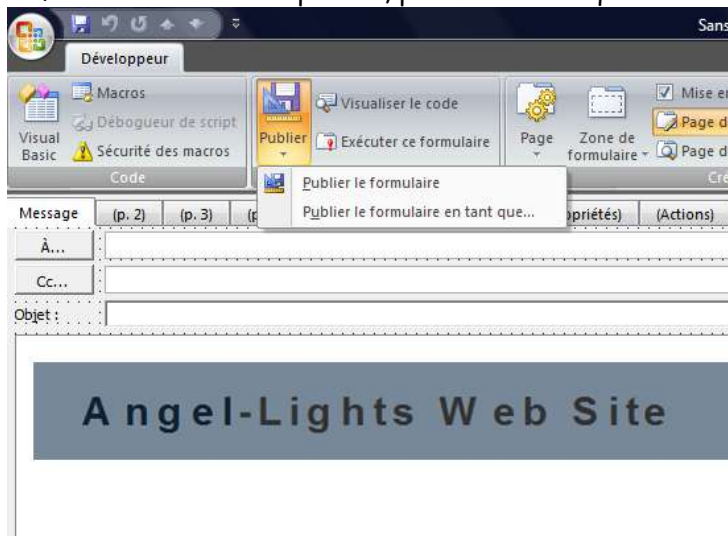 Sans
Développeur
Macros
Débogueur de script
Sécurité des macros
Visual
Basic
Code
Publier
Visualiser le code
Exécuter ce formulaire
Page
Zone de
formulaire
Mise e
Page d
Page d
Cré
Publier le formulaire
Publier le formulaire en tant que...
Message
(p. 2)
(p. 3)
(p
opriétés)
(Actions)
À...
Cc...
Objet :
Angel-Lights Web Site